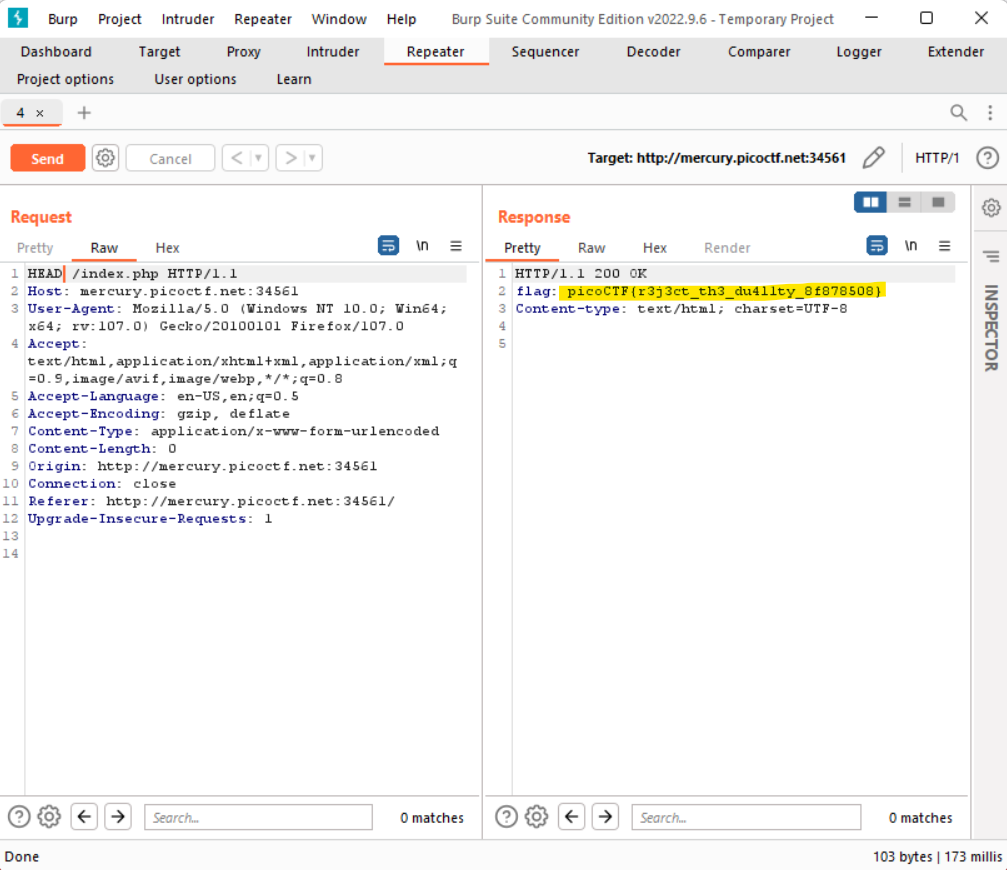 Burp Project Intruder Repeater Window Help Burp Suite Community Edition v2022.9.6 - Temporary Project
Dashboard Target Proxy Intruder Repeater Sequencer Decoder Comparer Logger Extender
Project options User options Learn
4 × +
Send Cancel < > Target: http://mercury.picoctf.net:34561 HTTP/1 ?
Request
Pretty Raw Hex \n
1 HEAD /index.php HTTP/1.1
2 Host: mercury.picoctf.net:34561
3 User-Agent: Mozilla/5.0 (Windows NT 10.0; Win64;
x64; rv:107.0) Gecko/20100101 Firefox/107.0
4 Accept:
text/html,application/xhtml+xml,application/xml;q
=0.9,image/avif,image/webp,*/*;q=0.8
5 Accept-Language: en-US,en;q=0.5
6 Accept-Encoding: gzip, deflate
7 Content-Type: application/x-www-form-urlencoded
8 Content-Length: 0
9 Origin: http://mercury.picoctf.net:34561
10 Connection: close
11 Referer: http://mercury.picoctf.net:34561/
12 Upgrade-Insecure-Requests: 1
13
14
? Search... 0 matches
Response
Pretty Raw Hex Render \n
1 HTTP/1.1 200 OK
2 flag: picoCTF{r3j3ct_th3_du4l1ty_8f878508}
3 Content-type: text/html; charset=UTF-8
4
5
? Search... 0 matches
INSPECTOR
Done 103 bytes | 173 millis